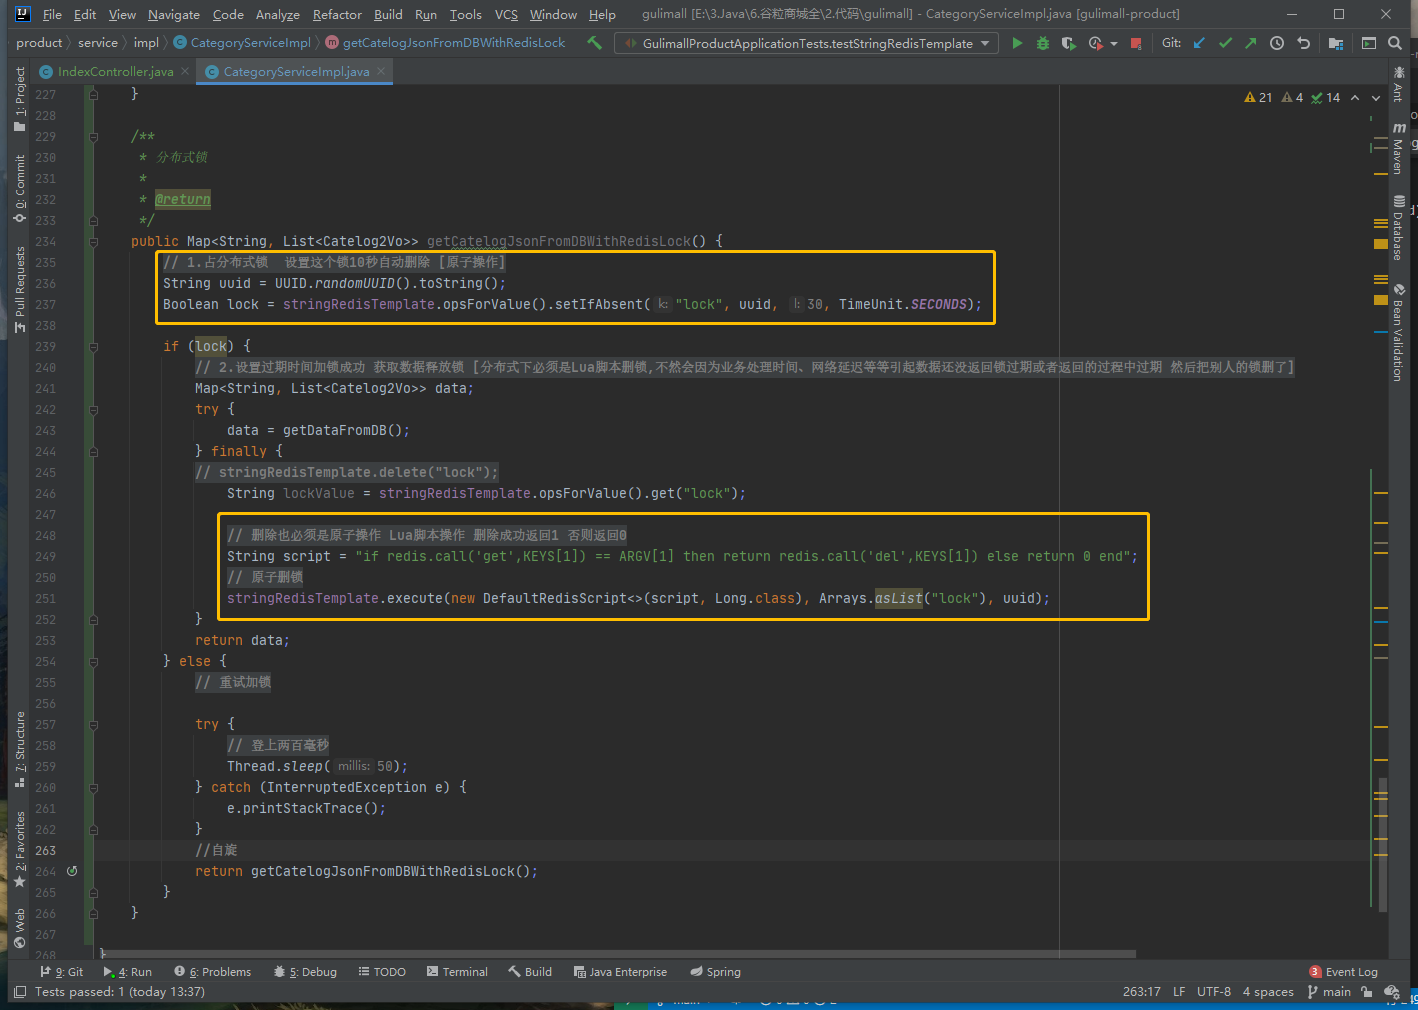 File Edit View Navigate Code Analyze Refactor Build Run Tools VCS Window Help gulimall [E:\3.Java\6.谷粒商城全\2.代码\gulimall] - CategoryServiceImpl.java [gulimall-product]
product service impl CategoryServiceImpl getCatelogJsonFromDBWithRedisLock GulimallProductApplicationTests.testStringRedisTemplate Git:
IndexController.java CategoryServiceImpl.java
21 4 14
1: Project
0: Commit
Pull Requests
7: Structure
2: Favorites
Web
227 }
228
229 /**
230 * 分布式锁
231 *
232 * @return
233 */
234 public Map<String, List<Catelog2Vo>> getCatelogJsonFromDBWithRedisLock() {
235 // 1.占分布式锁 设置这个锁10秒自动删除 [原子操作]
236 String uuid = UUID.randomUUID().toString();
237 Boolean lock = stringRedisTemplate.opsForValue().setIfAbsent( k: "lock", uuid, l: 30, TimeUnit.SECONDS);
238
239 if (lock) {
240 // 2.设置过期时间加锁成功 获取数据释放锁 [分布式下必须是Lua脚本删锁,不然会因为业务处理时间、网络延迟等等引起数据还没返回锁过期或者返回的过程中过期 然后把别人的锁删了]
241 Map<String, List<Catelog2Vo>> data;
242 try {
243 data = getDataFromDB();
244 } finally {
245 // stringRedisTemplate.delete("lock");
246 String lockValue = stringRedisTemplate.opsForValue().get("lock");
247
248 // 删除也必须是原子操作 Lua脚本操作 删除成功返回1 否则返回0
249 String script = "if redis.call('get',KEYS[1]) == ARGV[1] then return redis.call('del',KEYS[1]) else return 0 end";
250 // 原子删锁
251 stringRedisTemplate.execute(new DefaultRedisScript<>(script, Long.class), Arrays.asList("lock"), uuid);
252 }
253 return data;
254 } else {
255 // 重试加锁
256
257 try {
258 // 登上两百毫秒
259 Thread.sleep( millis: 50);
260 } catch (InterruptedException e) {
261 e.printStackTrace();
262 }
263 //自旋
264 return getCatelogJsonFromDBWithRedisLock();
265 }
266 }
267
268 }
Ant
Maven
Database
Bean Validation
9: Git 4: Run 6: Problems 5: Debug TODO Terminal Build Java Enterprise Spring 3 Event Log
Tests passed: 1 (today 13:37) 263:17 LF UTF-8 4 spaces main